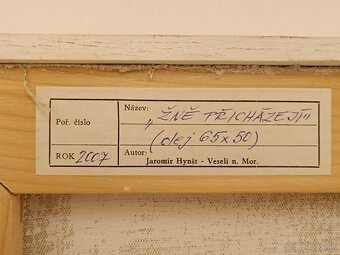 Název:
„ŽNĚ PŘICHÁZEJÍ"
Poř. číslo
(olej 65x50)
ROK 2007
Autor:
Jaromír Hynšt - Veselí n. Mor.